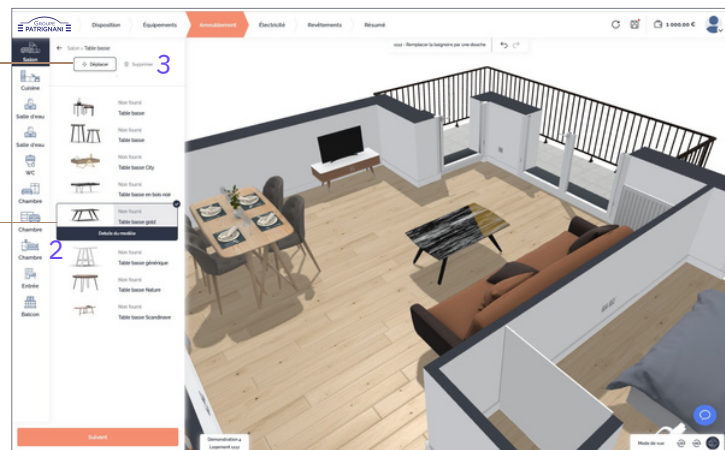 GROUPE
PATRIGNANI
Disposition
Équipements
Ameublement
Électricité
Revêtements
Résumé
1 000.00 €
Salon
Cuisine
Salle d'eau
Salle d'eau
WC
Chambre
Chambre
Chambre
Entrée
Balcon
← Salon > Table basse
Déplacer
Supprimer
3
Non fourni
Table basse
Non fourni
Table basse
Non fourni
Table basse City
Non fourni
Table basse en bois noir
Non fourni
Table basse gold
Détails du modèle
2
Non fourni
Table basse générique
Non fourni
Table basse Nature
Non fourni
Table basse Scandinave
Suivant
- Remplacer la baignoire par une douche
Démonstration 4
Logement
Mode de vue